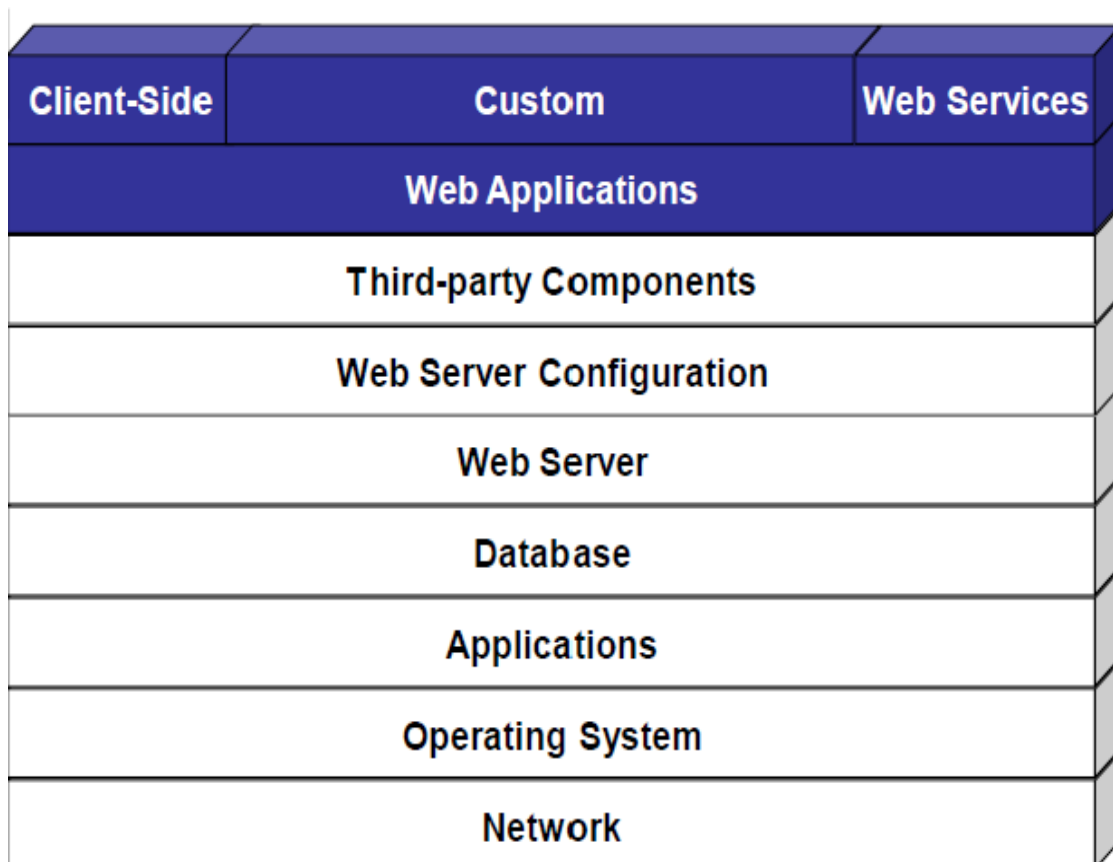 Client-Side Custom Web Services
Web Applications
Third-party Components
Web Server Configuration
Web Server
Database
Applications
Operating System
Network